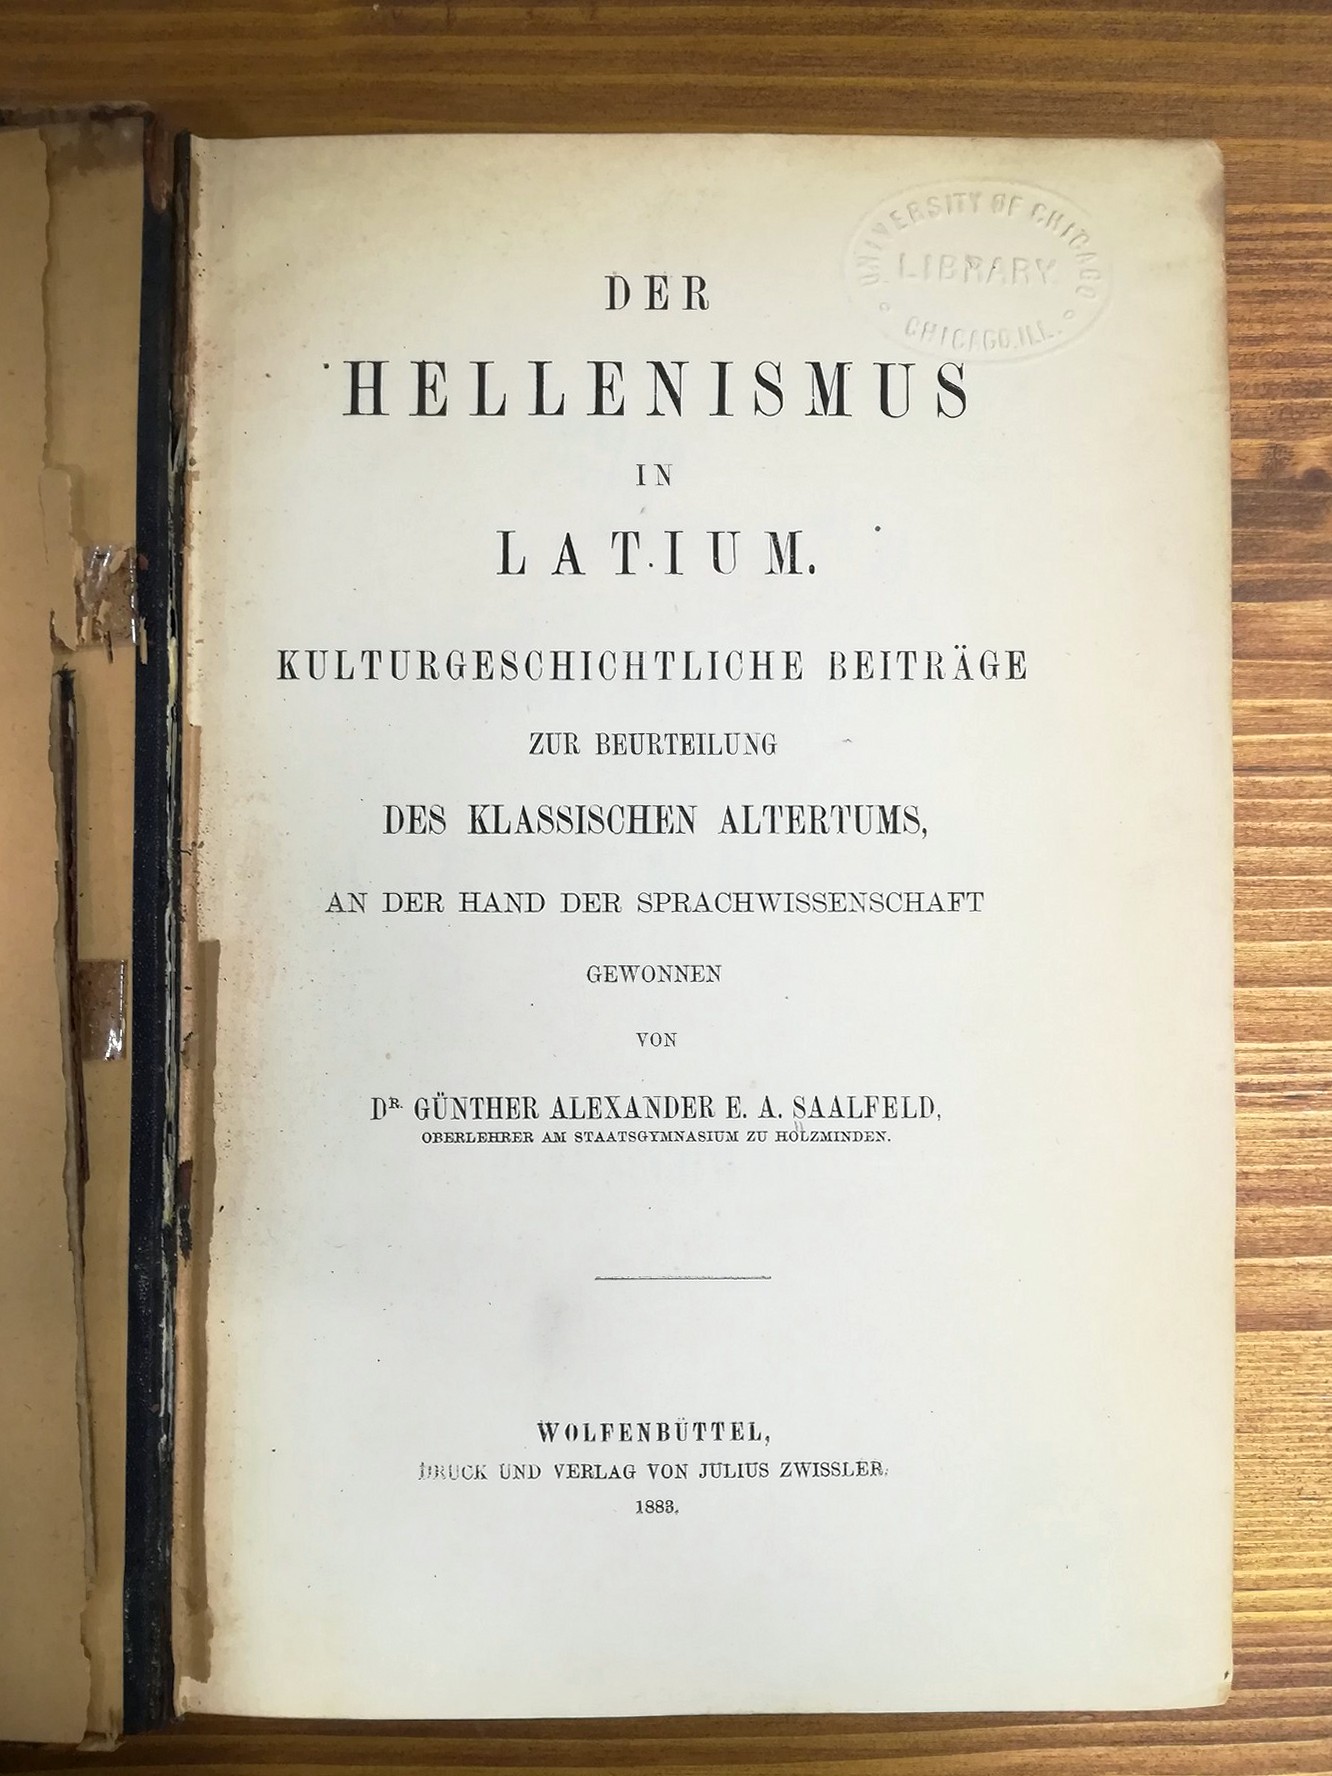 UNIVERSITY OF CHICAGO
LIBRARY
CHICAGO, ILL.
DER
HELLENISMUS
IN
LATIUM.
KULTURGESCHICHTLICHE BEITRÄGE
ZUR BEURTEILUNG
DES KLASSISCHEN ALTERTUMS,
AN DER HAND DER SPRACHWISSENSCHAFT
GEWONNEN
VON
DR. GÜNTHER ALEXANDER E. A. SAALFELD,
OBERLEHRER AM STAATSGYMNASIUM ZU HOLZMINDEN.
WOLFENBÜTTEL,
DRUCK UND VERLAG VON JULIUS ZWISSLER.
1883.